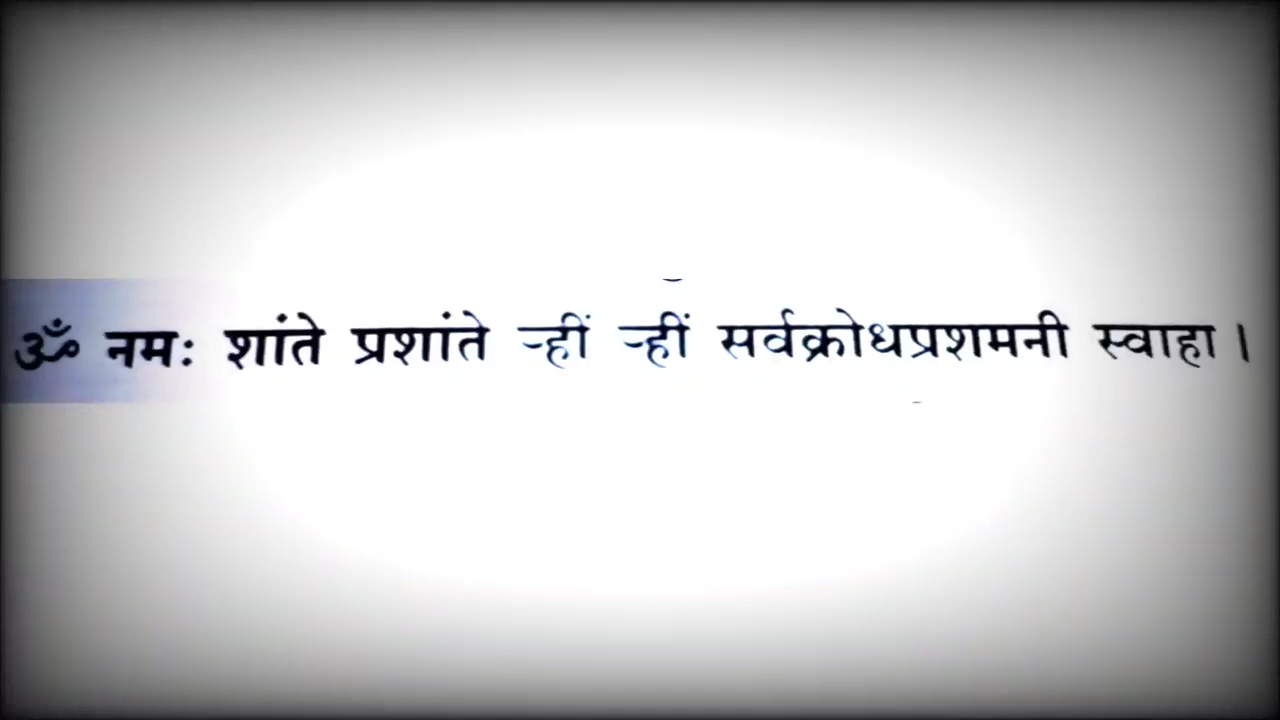 ॐ नमः शांते प्रशांते ऱ्हीं ऱ्हीं सर्वक्रोधप्रशमनी स्वाहा ।